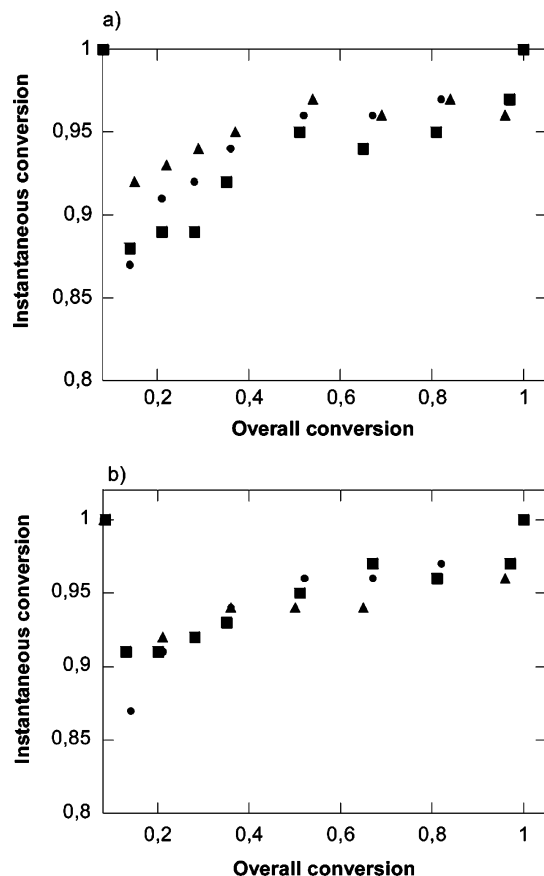 a)
1
0,95
0,9
0,85
0,8
Instantaneous conversion
0,2 0,4 0,6 0,8 1
Overall conversion
b)
1
0,95
0,9
0,85
0,8
Instantaneous conversion
0,2 0,4 0,6 0,8 1
Overall conversion